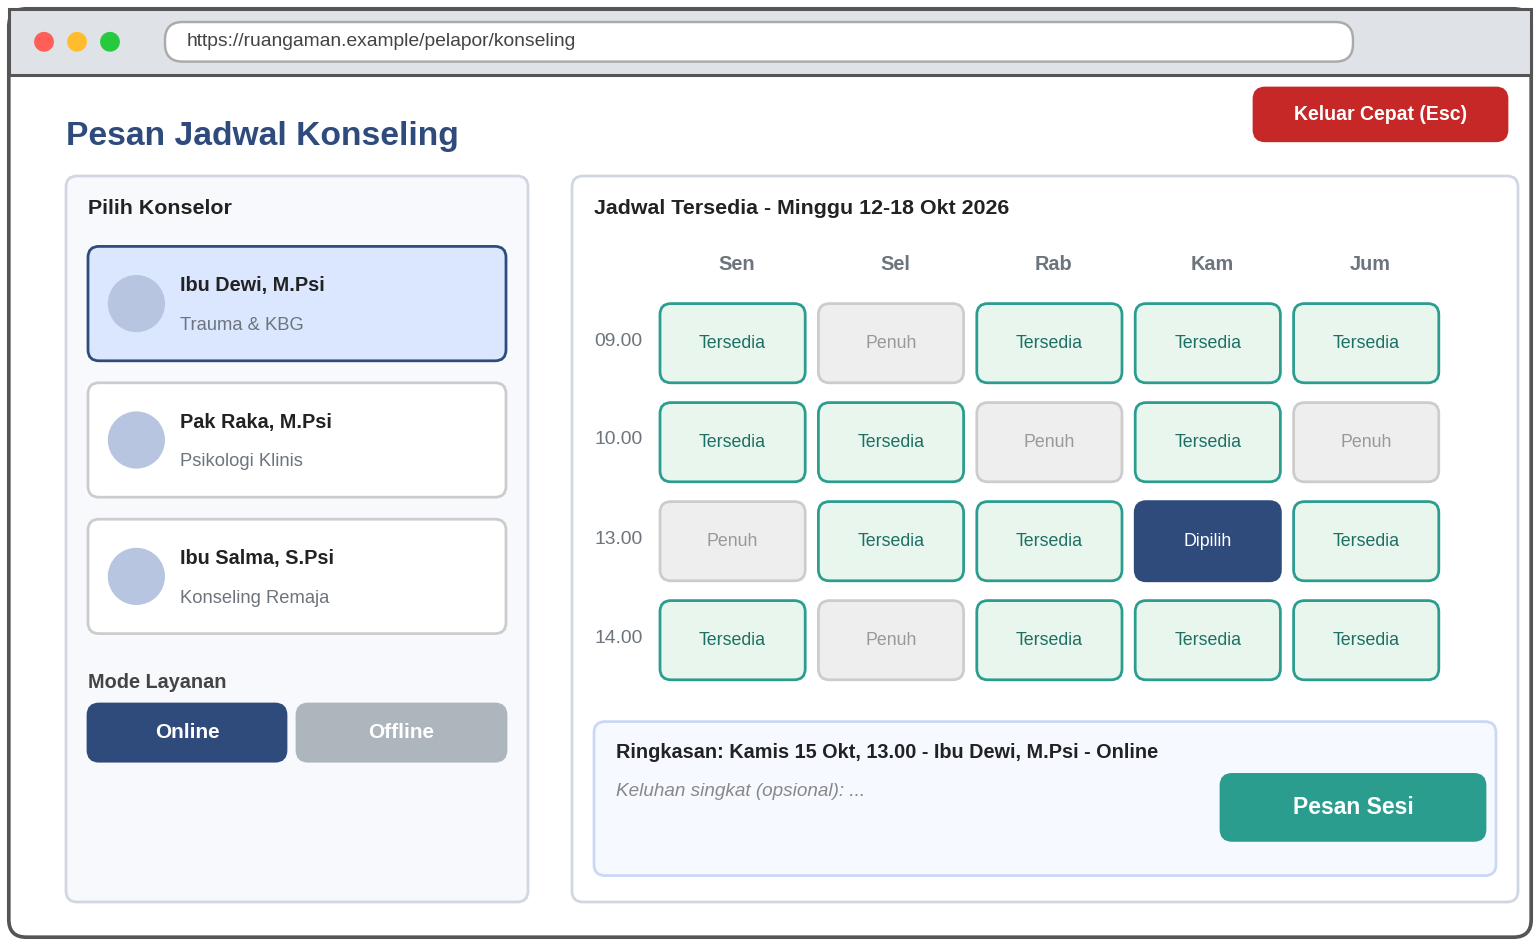 https://ruangaman.example/pelapor/konseling
Keluar Cepat (Esc)
Pesan Jadwal Konseling
Pilih Konselor
Ibu Dewi, M.Psi
Trauma & KBG
Pak Raka, M.Psi
Psikologi Klinis
Ibu Salma, S.Psi
Konseling Remaja
Mode Layanan
Online Offline
Jadwal Tersedia - Minggu 12-18 Okt 2026
Sen Sel Rab Kam Jum
09.00 Tersedia Penuh Tersedia Tersedia Tersedia
10.00 Tersedia Tersedia Penuh Tersedia Penuh
13.00 Penuh Tersedia Tersedia Dipilih Tersedia
14.00 Tersedia Penuh Tersedia Tersedia Tersedia
Ringkasan: Kamis 15 Okt, 13.00 - Ibu Dewi, M.Psi - Online
Keluhan singkat (opsional): ...
Pesan Sesi